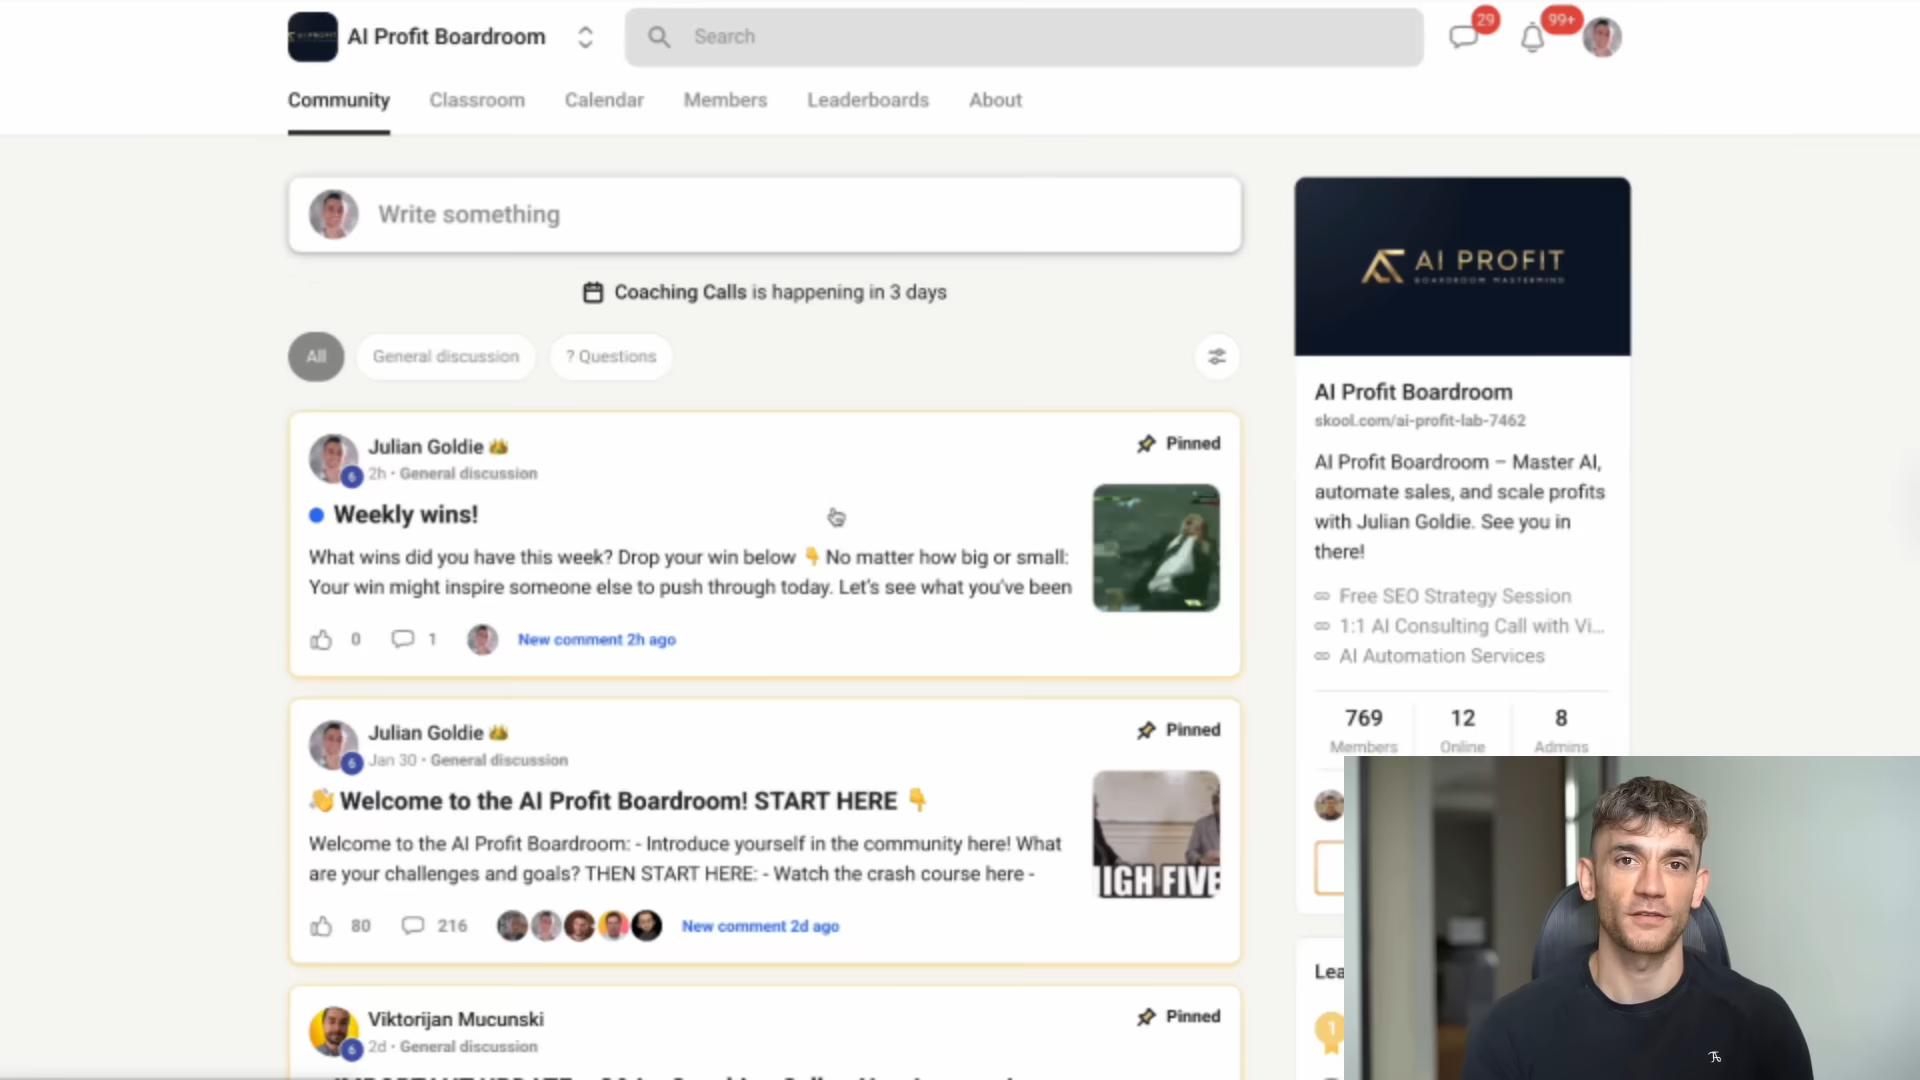 AI Profit Boardroom
Search
29
99+
Community
Classroom
Calendar
Members
Leaderboards
About
Write something
Coaching Calls is happening in 3 days
All
General discussion
? Questions
Julian Goldie
Pinned
6
2h • General discussion
Weekly wins!
What wins did you have this week? Drop your win below 👇 No matter how big or small:
Your win might inspire someone else to push through today. Let's see what you've been
0
1
New comment 2h ago
Julian Goldie
Pinned
6
Jan 30 • General discussion
👋 Welcome to the AI Profit Boardroom! START HERE 👇
Welcome to the AI Profit Boardroom: - Introduce yourself in the community here! What
are your challenges and goals? THEN START HERE: - Watch the crash course here -
IGH FIVE
80
216
New comment 2d ago
Viktorijan Mucunski
Pinned
6
2d • General discussion
AI PROFIT
BOARDROOM MASTERMIND
AI Profit Boardroom
skool.com/ai-profit-lab-7462
AI Profit Boardroom – Master AI,
automate sales, and scale profits
with Julian Goldie. See you in
there!
Free SEO Strategy Session
1:1 AI Consulting Call with Vi...
AI Automation Services
769
Members
12
Online
8
Admins
Lea
1